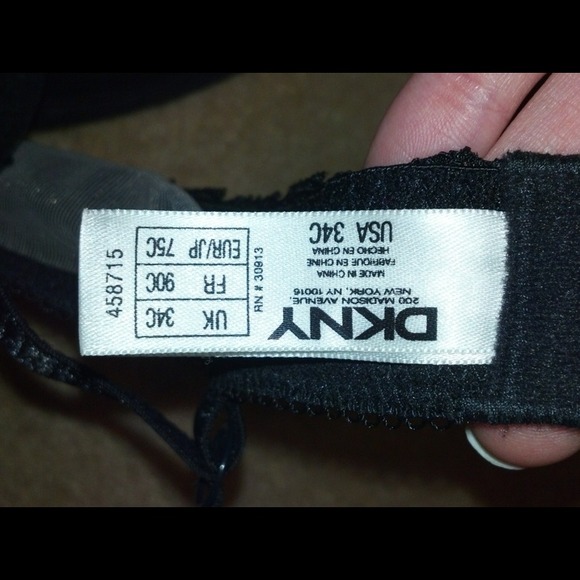 DKNY
200 MADISON AVENUE,
NEW YORK, NY 10016
MADE IN CHINA
FABRIQUE EN CHINE
HECHO EN CHINA
USA 34C
RN # 30913
UK 34C
FR 90C
EUR/JP 75C
458715